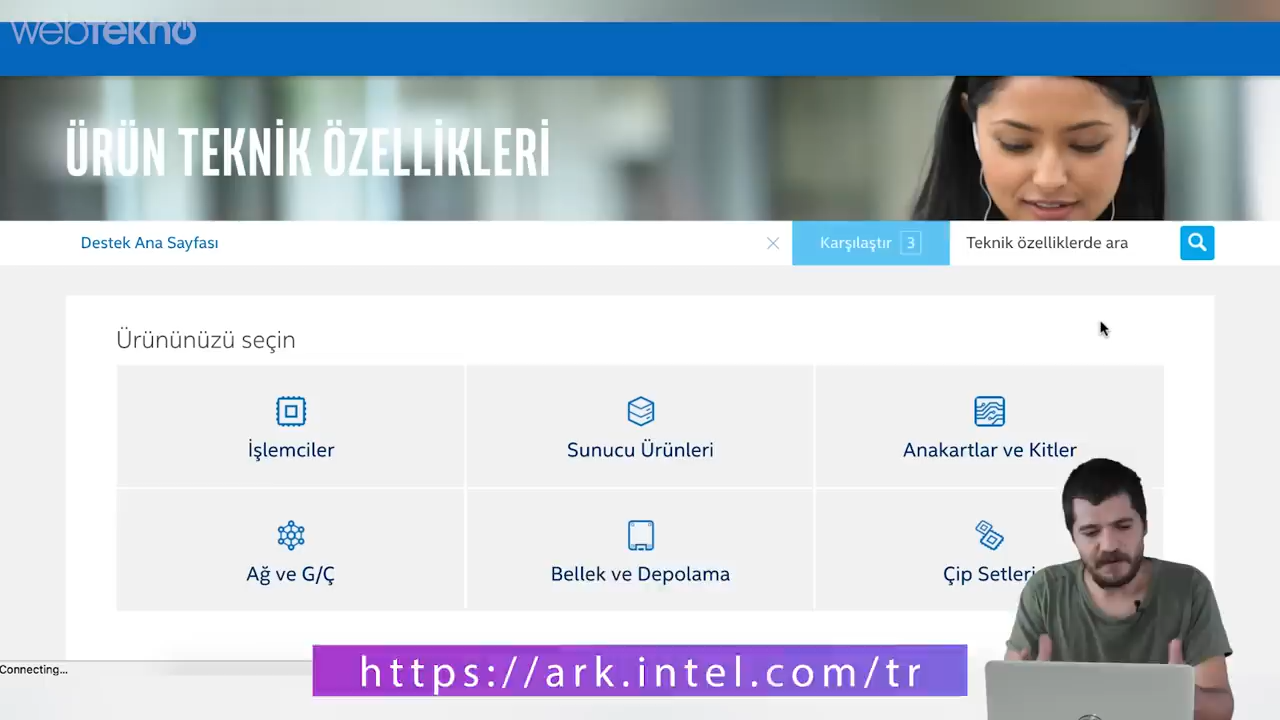 webtekno
ÜRÜN TEKNİK ÖZELLİKLERİ
Destek Ana Sayfası
Karşılaştır 3
Teknik özelliklerde ara
Ürününüzü seçin
İşlemciler
Sunucu Ürünleri
Anakartlar ve Kitler
Ağ ve G/Ç
Bellek ve Depolama
Çip Setleri
Connecting...
https://ark.intel.com/tr